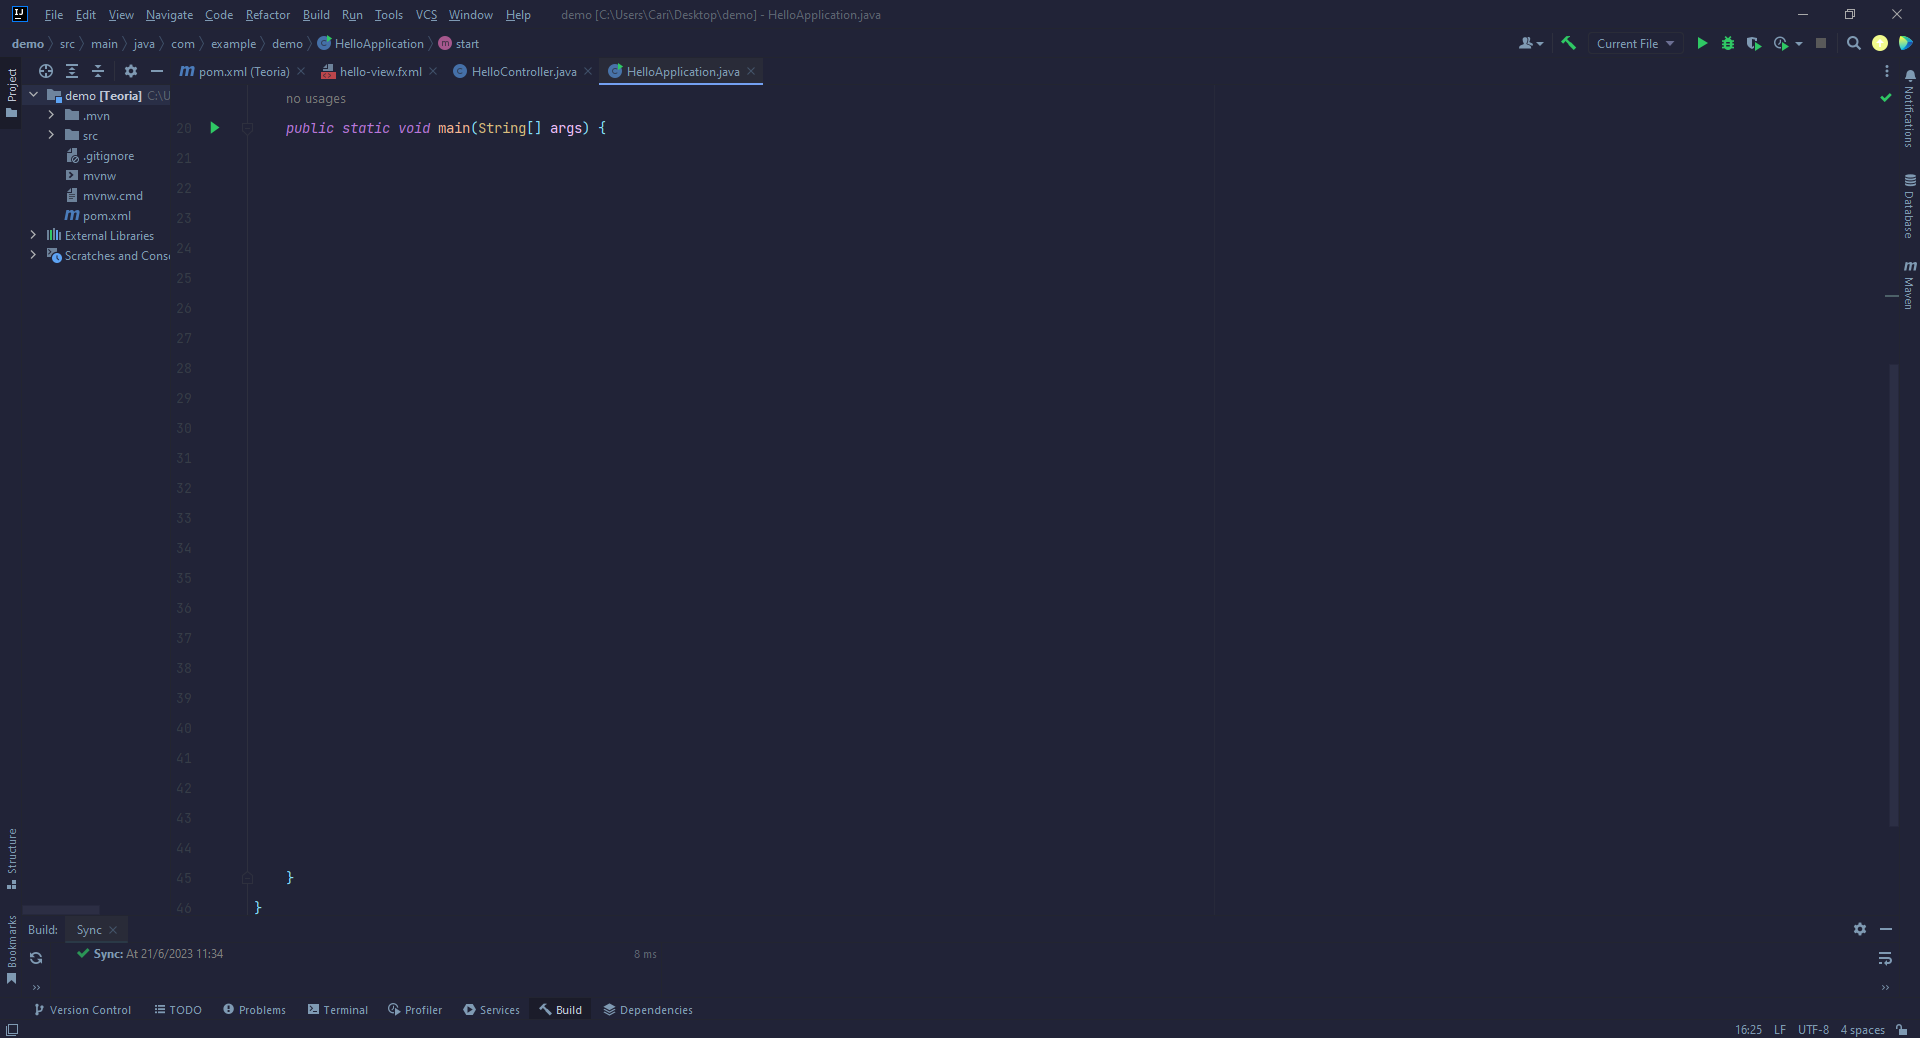 File Edit View Navigate Code Refactor Build Run Tools VCS Window Help demo [C:\Users\Cari\Desktop\demo] - HelloApplication.java
demo src main java com example demo HelloApplication start
Current File
Project
pom.xml (Teoria) hello-view.fxml HelloController.java HelloApplication.java
demo [Teoria] C:\U
.mvn
src
.gitignore
mvnw
mvnw.cmd
pom.xml
External Libraries
Scratches and Cons
no usages
20 public static void main(String[] args) {
21
22
23
24
25
26
27
28
29
30
31
32
33
34
35
36
37
38
39
40
41
42
43
44
45 }
46 }
Notifications
Database
Maven
Structure
Bookmarks
Build: Sync
Sync: At 21/6/2023 11:34 8 ms
Version Control TODO Problems Terminal Profiler Services Build Dependencies
16:25 LF UTF-8 4 spaces